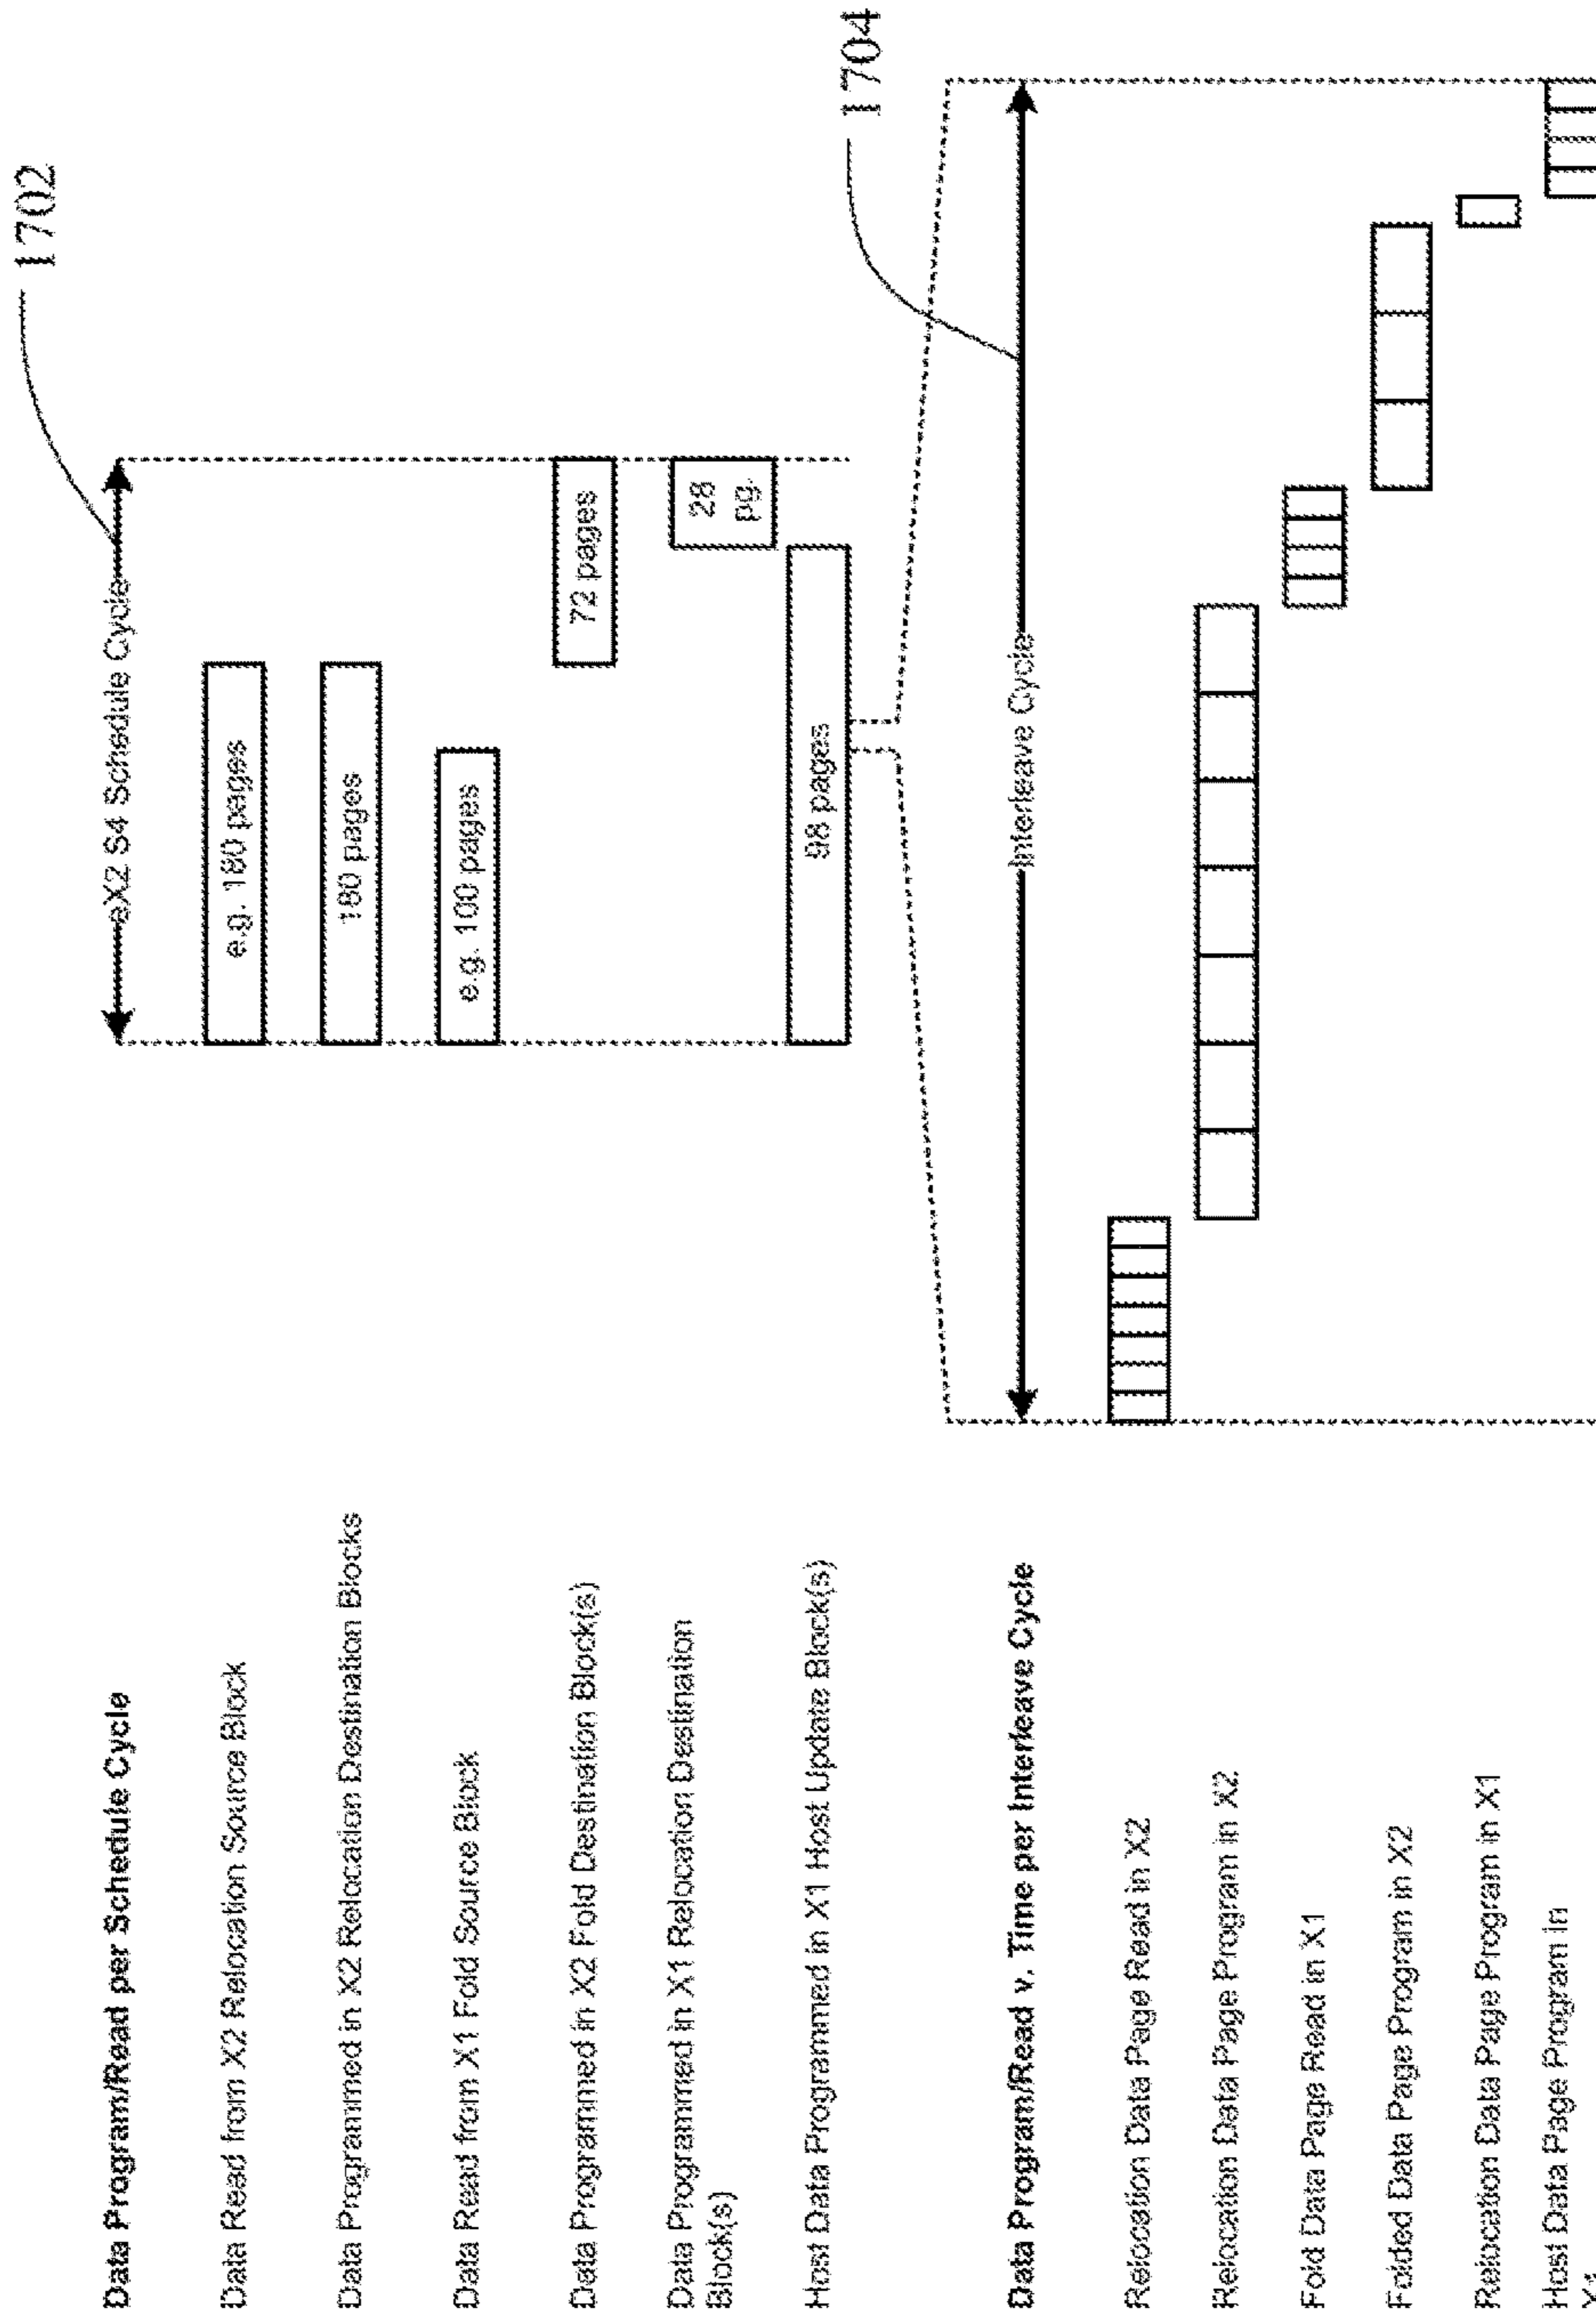 1702
Data Program/Read per Schedule Cycle
eX2 S4 Schedule Cycle
Data Read from X2 Relocation Source Block
e.g. 180 pages
Data Programmed in X2 Relocation Destination Blocks
180 pages
Data Read from X1 Fold Source Block
e.g. 100 pages
Data Programmed in X2 Fold Destination Block(s)
72 pages
Data Programmed in X1 Relocation Destination
Block(s)
28
pg.
Host Data Programmed in X1 Host Update Block(s)
98 pages
1704
Data Program/Read v. Time per Interleave Cycle
Interleave Cycle
Relocation Data Page Read in X2
Relocation Data Page Program in X2
Fold Data Page Read in X1
Folded Data Page Program in X2
Relocation Data Page Program in X1
Host Data Page Program in
X1